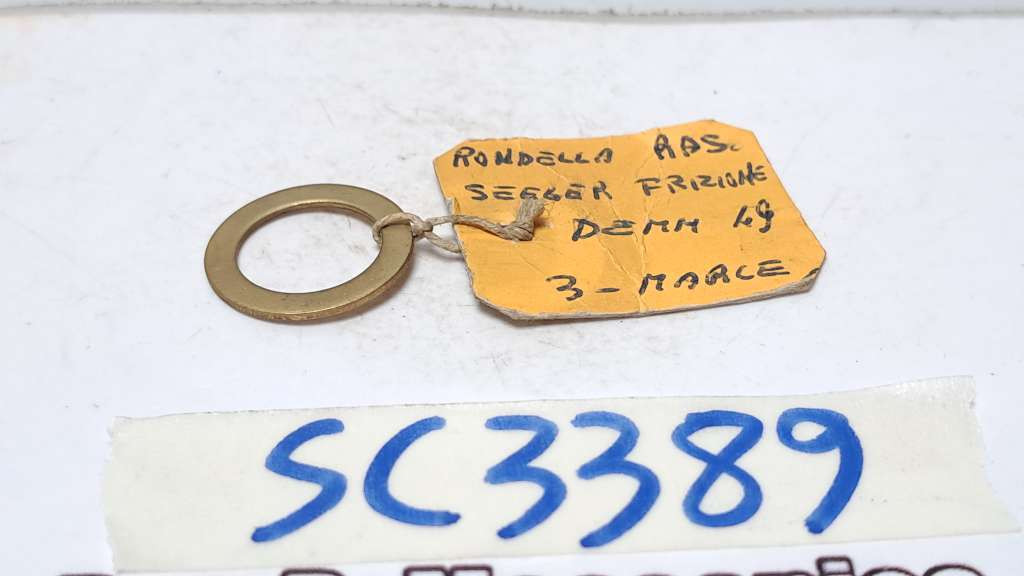 RONDELLA RAS.
SEEGER FRIZIONE
DEMM 49
3 - MARCE
SC3389